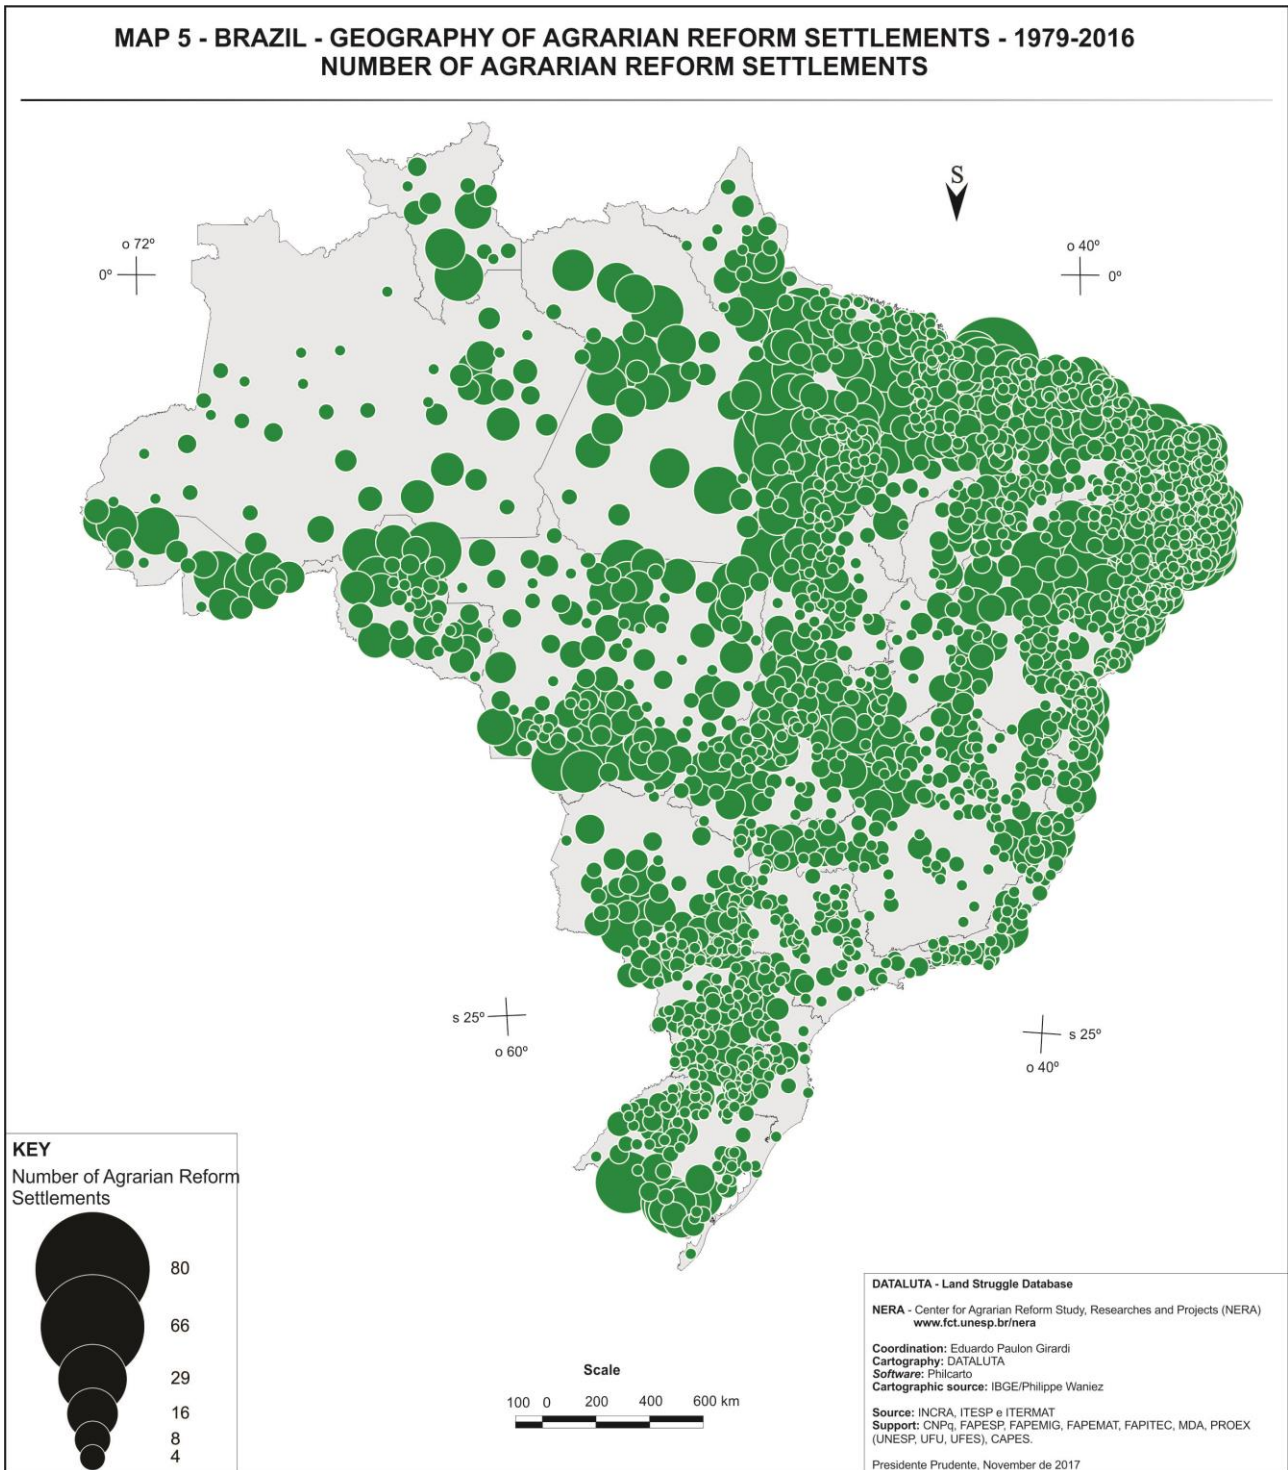 MAP 5 - BRAZIL - GEOGRAPHY OF AGRARIAN REFORM SETTLEMENTS - 1979-2016
NUMBER OF AGRARIAN REFORM SETTLEMENTS
S
o 72º
0º
o 40º
0º
s 25º
o 60º
s 25º
o 40º
KEY
Number of Agrarian Reform
Settlements
80
66
29
16
8
4
Scale
100 0 200 400 600 km
DATALUTA - Land Struggle Database
NERA - Center for Agrarian Reform Study, Researches and Projects (NERA)
www.fct.unesp.br/nera
Coordination: Eduardo Paulon Girardi
Cartography: DATALUTA
Software: Philcarto
Cartographic source: IBGE/Philippe Waniez
Source: INCRA, ITESP e ITERMAT
Support: CNPq, FAPESP, FAPEMIG, FAPEMAT, FAPITEC, MDA, PROEX
(UNESP, UFU, UFES), CAPES.
Presidente Prudente, November de 2017